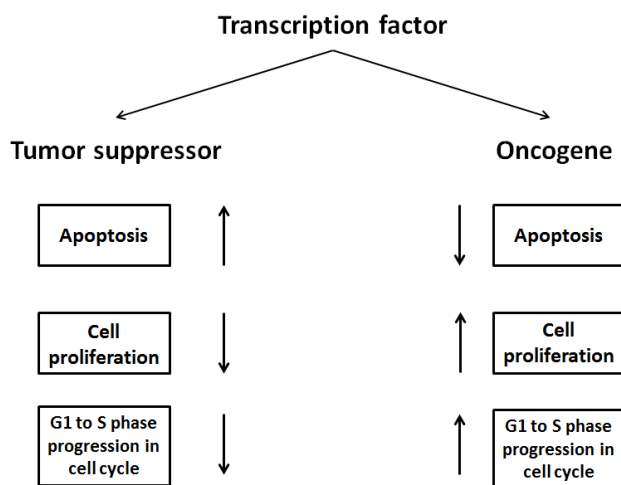 Transcription factor
Tumor suppressor
Oncogene
Apoptosis
Apoptosis
Cell
proliferation
Cell
proliferation
G1 to S phase
progression in
cell cycle
G1 to S phase
progression in
cell cycle